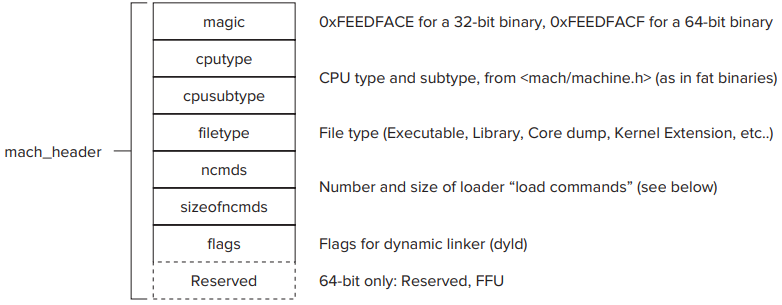 magic 0xFEEDFACE for a 32-bit binary, 0xFEEDFACF for a 64-bit binary
cputype
CPU type and subtype, from <mach/machine.h> (as in fat binaries)
cpusubtype
filetype File type (Executable, Library, Core dump, Kernel Extension, etc..)
mach_header
ncmds
Number and size of loader “load commands” (see below)
sizeofncmds
flags Flags for dynamic linker (dyld)
Reserved 64-bit only: Reserved, FFU